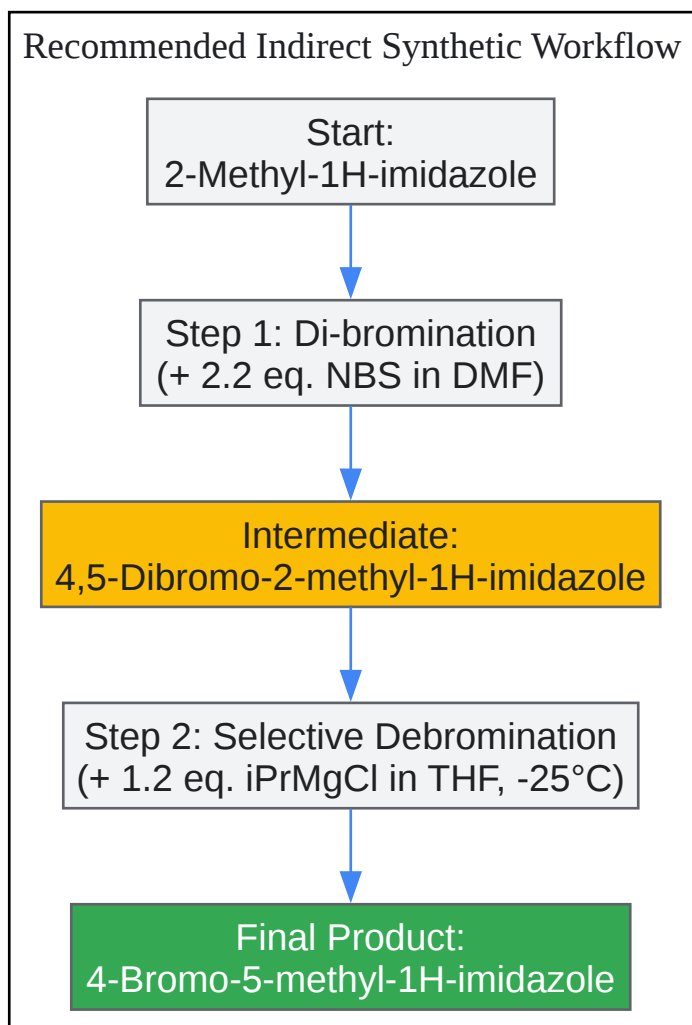 Recommended Indirect Synthetic Workflow
Start:
2-Methyl-1H-imidazole
Step 1: Di-bromination
(+ 2.2 eq. NBS in DMF)
Intermediate:
4,5-Dibromo-2-methyl-1H-imidazole
Step 2: Selective Debromination
(+ 1.2 eq. iPrMgCl in THF, -25°C)
Final Product:
4-Bromo-5-methyl-1H-imidazole